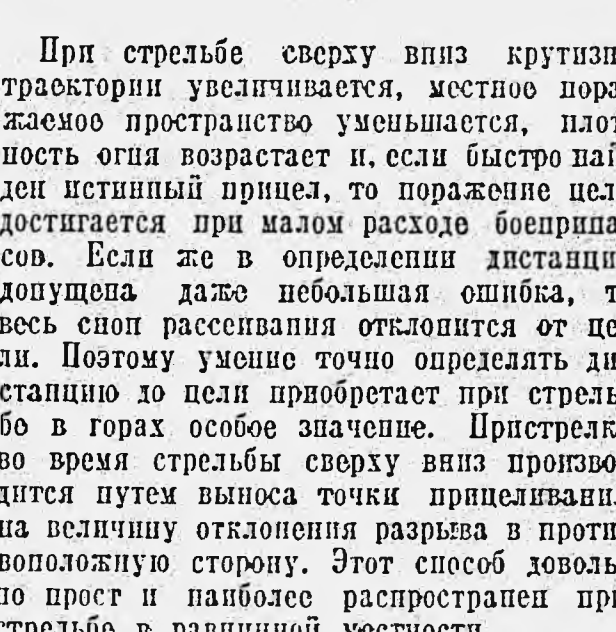 При стрельбе сверху вниз крутизн
траектории увеличивается, местное пора
жаемое пространство уменьшается, плот
ность огня возрастает и, если быстро най
ден истинный прицел, то поражение цел
достигается при малом расходе боеприпа
сов. Если же в определении дистанци
допущена даже небольшая ошибка, т
весь сноп рассеивания отклонится от це
ли. Поэтому умение точно определять ди
станцию до цели приобретает при стрель
бе в горах особое значение. Пристрелк
во время стрельбы сверху вниз произво
дится путем выноса точки прицеливани
на величину отклонения разрыва в проти
воположную сторону. Этот способ доволь
но прост и наиболее распространен при
стрельбе в равнинной местности